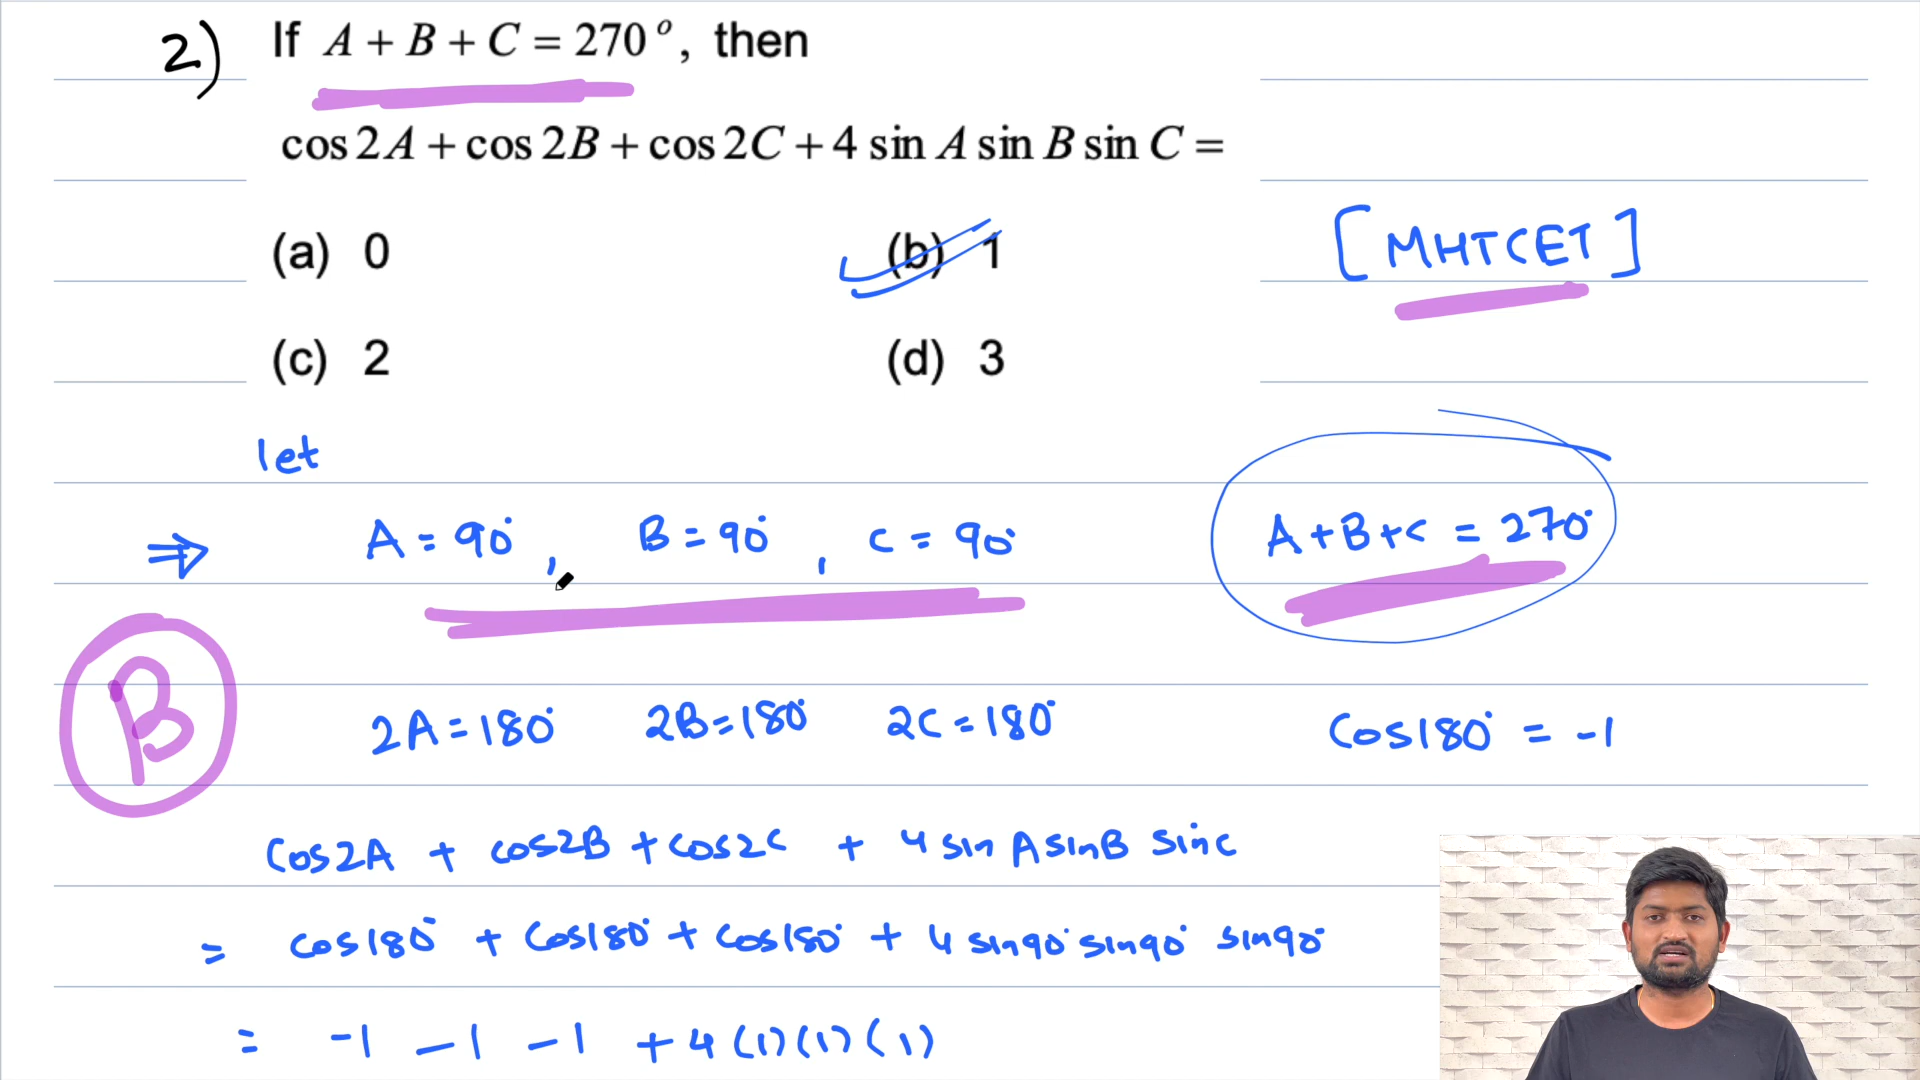 2) If A + B + C = 270°, then
cos 2A + cos 2B + cos 2C + 4 sin A sin B sin C =
(a) 0 (b) 1
[MHTCET]
(c) 2 (d) 3
let
⇒ A = 90°, B = 90°, C = 90° A+B+C = 270°
B
2A = 180° 2B = 180° 2C = 180° Cos180° = -1
Cos2A + cos2B + cos2C + 4 sin A sinB sinC
= cos180° + cos180° + cos180° + 4 sin90° sin90° sin90°
= -1 - 1 - 1 + 4 (1) (1) (1)